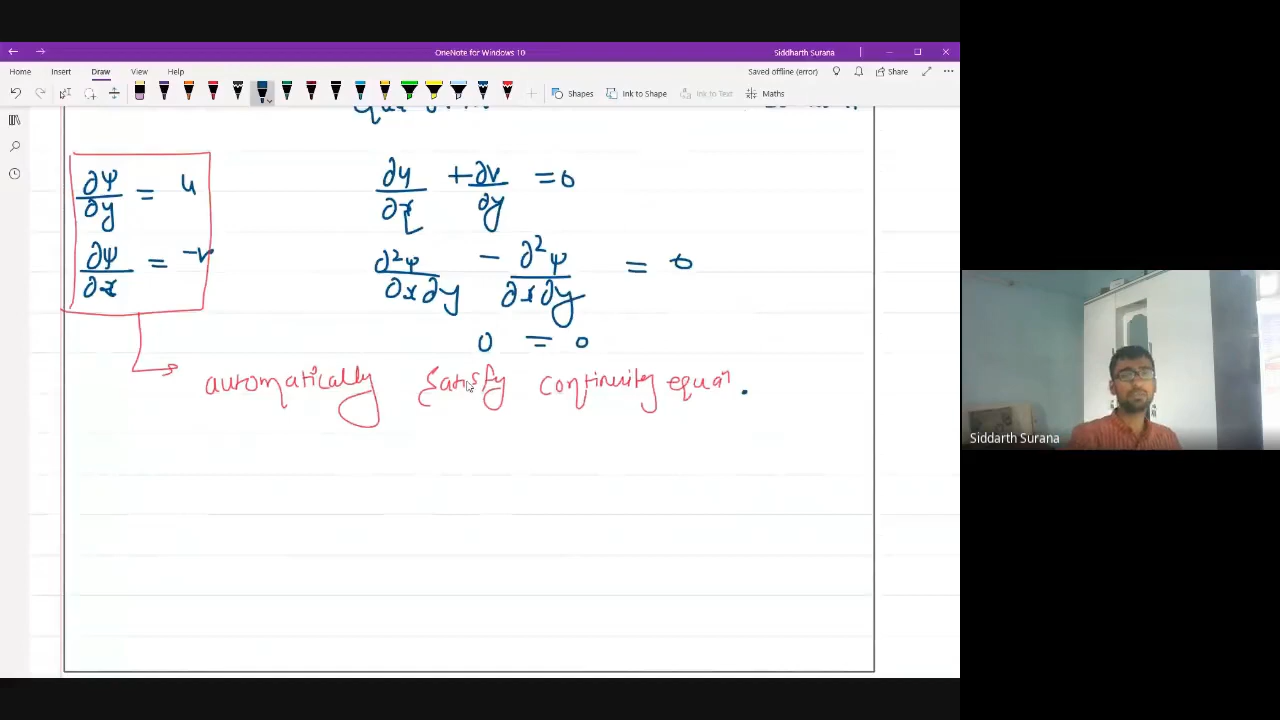 OneNote for Windows 10
Siddharth Surana
Home Insert Draw View Help
Saved offline (error)
Share
Shapes
Ink to Shape
Ink to Text
Maths
∂ψ/∂y = u
∂u/∂x + ∂v/∂y = 0
∂ψ/∂x = -v
∂²ψ/∂x∂y - ∂²ψ/∂x∂y = 0
0 = 0
automatically satisfy continuity equaⁿ.
Siddarth Surana